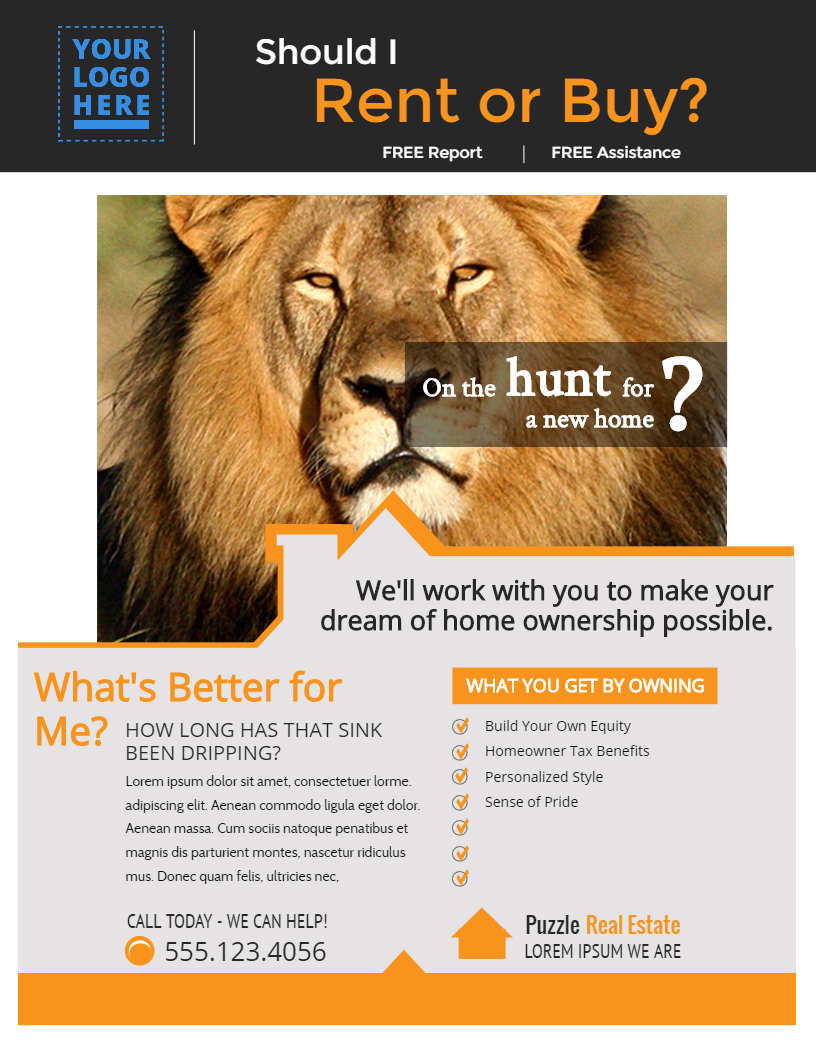 YOUR
LOGO
HERE
Should I
Rent or Buy?
FREE Report | FREE Assistance
On the hunt for
a new home ?
We'll work with you to make your
dream of home ownership possible.
What's Better for
Me?
HOW LONG HAS THAT SINK
BEEN DRIPPING?
Lorem ipsum dolor sit amet, consectetuer lorme.
adipiscing elit. Aenean commodo ligula eget dolor.
Aenean massa. Cum sociis natoque penatibus et
magnis dis parturient montes, nascetur ridiculus
mus. Donec quam felis, ultricies nec,
CALL TODAY - WE CAN HELP!
555.123.4056
WHAT YOU GET BY OWNING
Build Your Own Equity
Homeowner Tax Benefits
Personalized Style
Sense of Pride
Puzzle Real Estate
LOREM IPSUM WE ARE